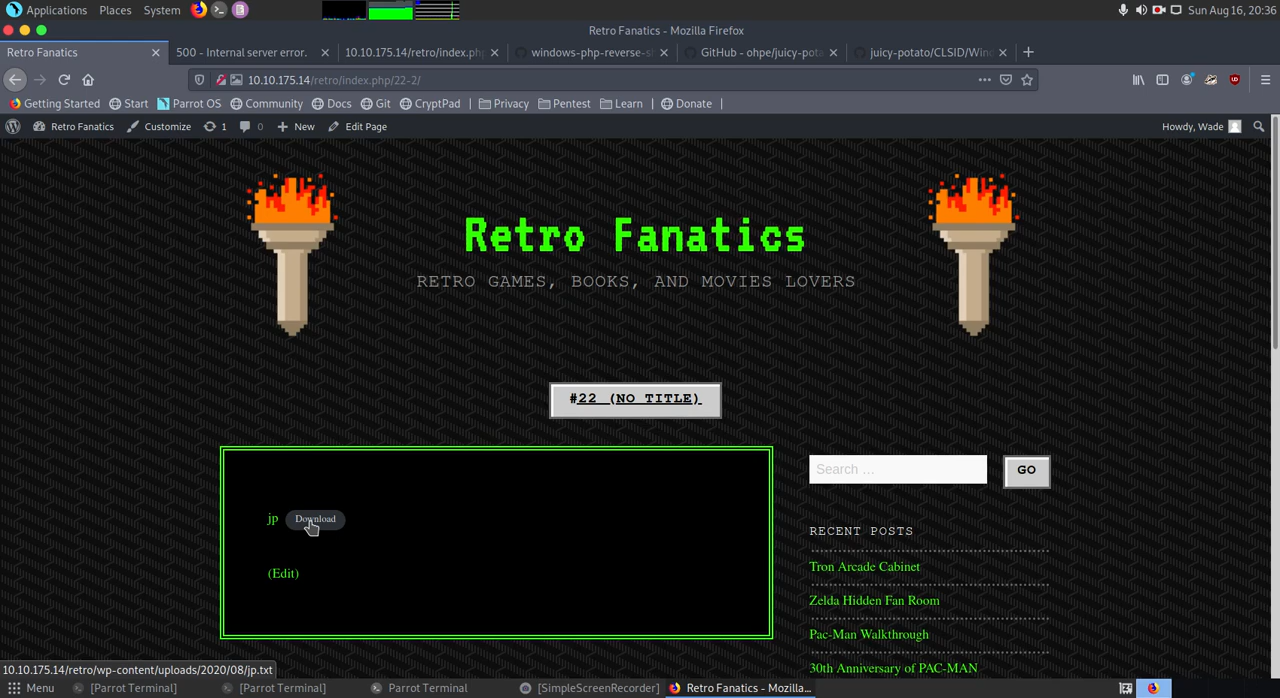 Applications Places System Sun Aug 16, 20:36
Retro Fanatics - Mozilla Firefox
Retro Fanatics 500 - Internal server error. 10.10.175.14/retro/index.php windows-php-reverse-sh GitHub - ohpe/juicy-pota juicy-potato/CLSID/Win
10.10.175.14/retro/index.php/22-2/
Getting Started Start Parrot OS Community Docs Git CryptPad Privacy Pentest Learn Donate
Retro Fanatics Customize 1 0 New Edit Page Howdy, Wade
Retro Fanatics
RETRO GAMES, BOOKS, AND MOVIES LOVERS
#22 (NO TITLE)
Search … GO
jp Download
RECENT POSTS
Tron Arcade Cabinet
(Edit)
Zelda Hidden Fan Room
Pac-Man Walkthrough
30th Anniversary of PAC-MAN
10.10.175.14/retro/wp-content/uploads/2020/08/jp.txt
Menu [Parrot Terminal] [Parrot Terminal] Parrot Terminal [SimpleScreenRecorder] Retro Fanatics - Mozilla...